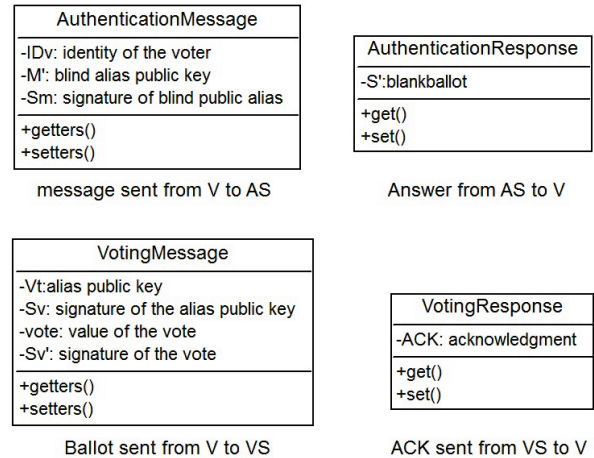 AuthenticationMessage
-IDv: identity of the voter
-M': blind alias public key
-Sm: signature of blind public alias
+getters()
+setters()
message sent from V to AS
AuthenticationResponse
-S':blankballot
+get()
+set()
Answer from AS to V
VotingMessage
-Vt:alias public key
-Sv: signature of the alias public key
-vote: value of the vote
-Sv': signature of the vote
+getters()
+setters()
Ballot sent from V to VS
VotingResponse
-ACK: acknowledgment
+get()
+set()
ACK sent from VS to V